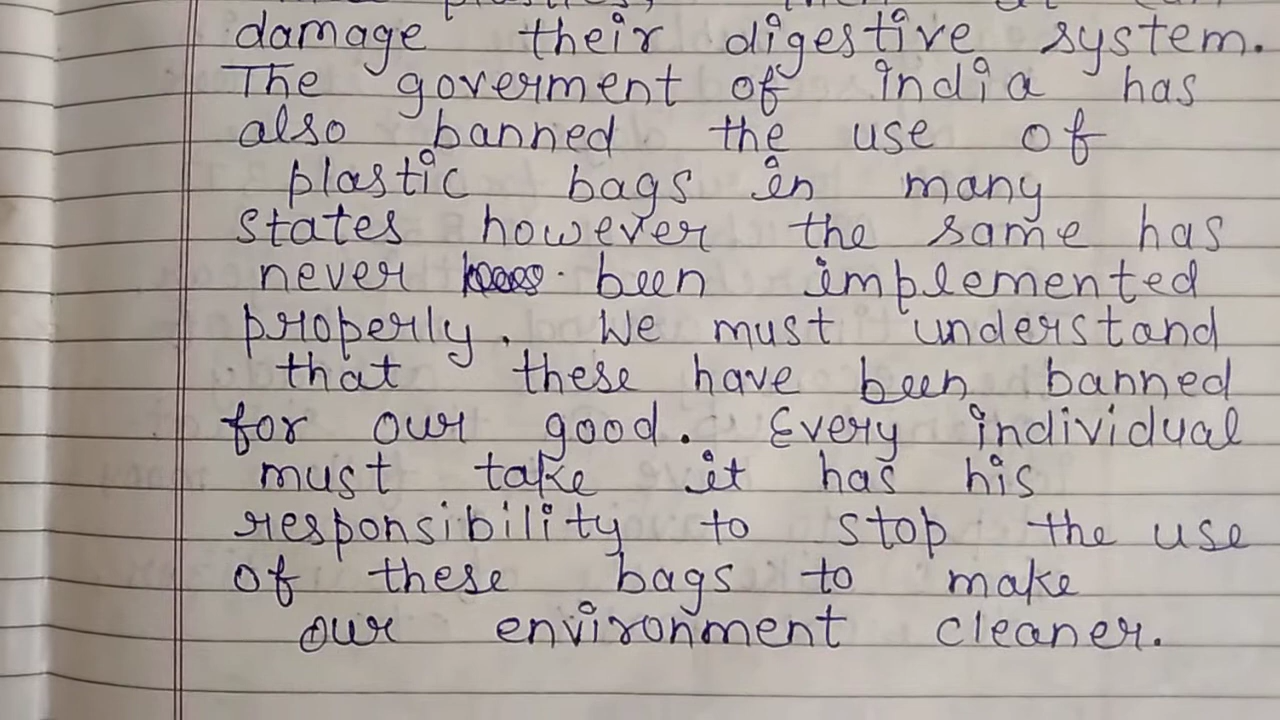 damage their digestive system.
The goverment of india has
also banned the use of
plastic bags in many
states however the same has
never been implemented
properly. We must understand
that these have been banned
for our good. Every individual
must take it has his
responsibility to stop the use
of these bags to make
our environment cleaner.